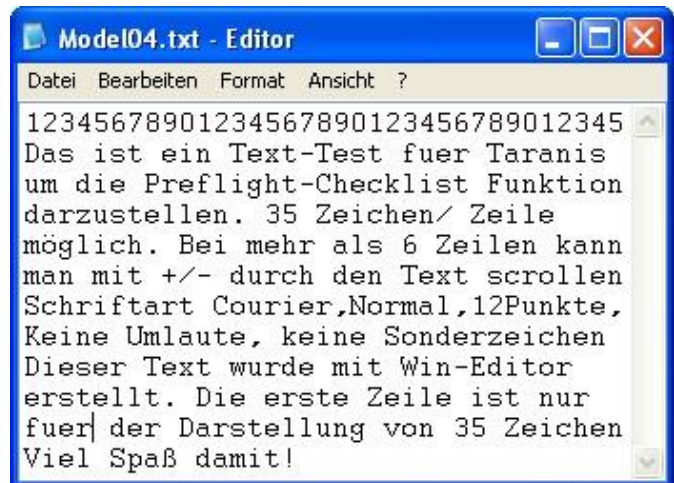 Model04.txt - Editor
Datei Bearbeiten Format Ansicht ?
12345678901234567890123456789012345
Das ist ein Text-Test fuer Taranis
um die Preflight-Checklist Funktion
darzustellen. 35 Zeichen/ Zeile
möglich. Bei mehr als 6 Zeilen kann
man mit +/- durch den Text scrollen
Schriftart Courier,Normal,12Punkte,
Keine Umlaute, keine Sonderzeichen
Dieser Text wurde mit Win-Editor
erstellt. Die erste Zeile ist nur
fuer der Darstellung von 35 Zeichen
Viel Spaß damit!